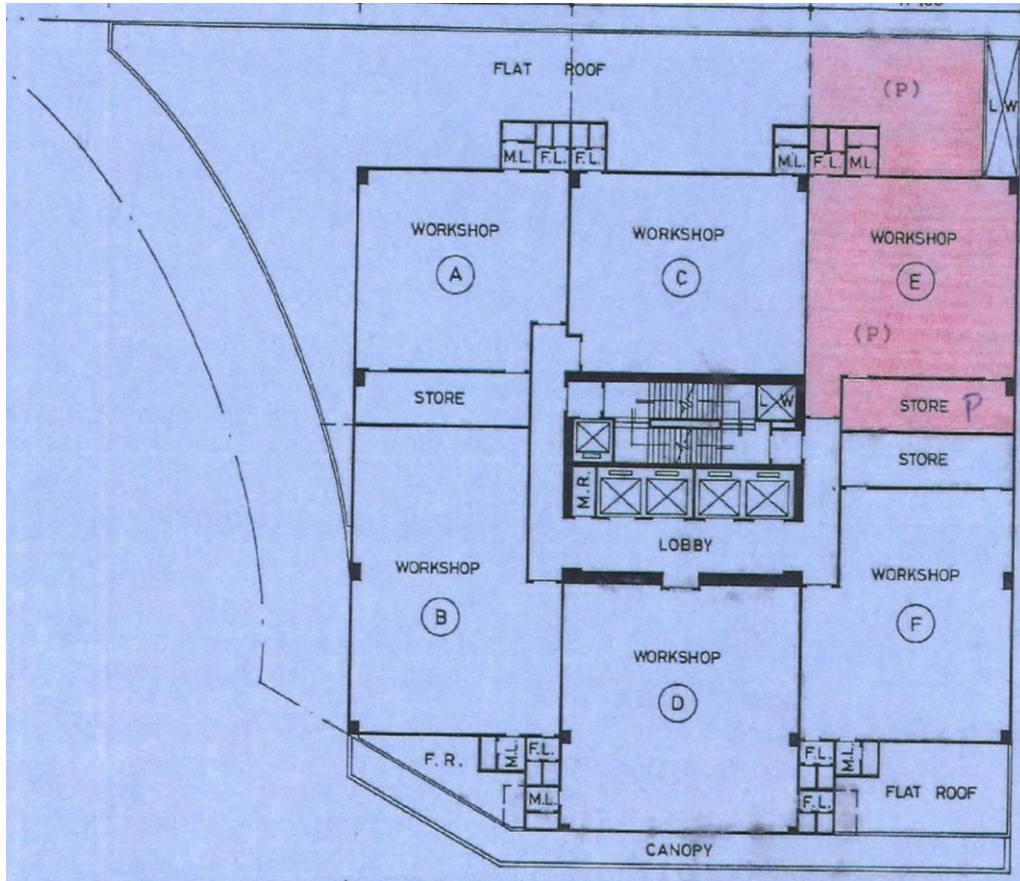 FLAT ROOF
(P)
L W
M.L. F.L. F.L.
M.L. F.L. M.L.
WORKSHOP
A
WORKSHOP
C
WORKSHOP
E
(P)
STORE
L W
STORE P
STORE
M.R.
LOBBY
WORKSHOP
B
WORKSHOP
F
WORKSHOP
D
F.R.
M.L.
F.L.
M.L.
F.L.
M.L.
F.L.
FLAT ROOF
CANOPY